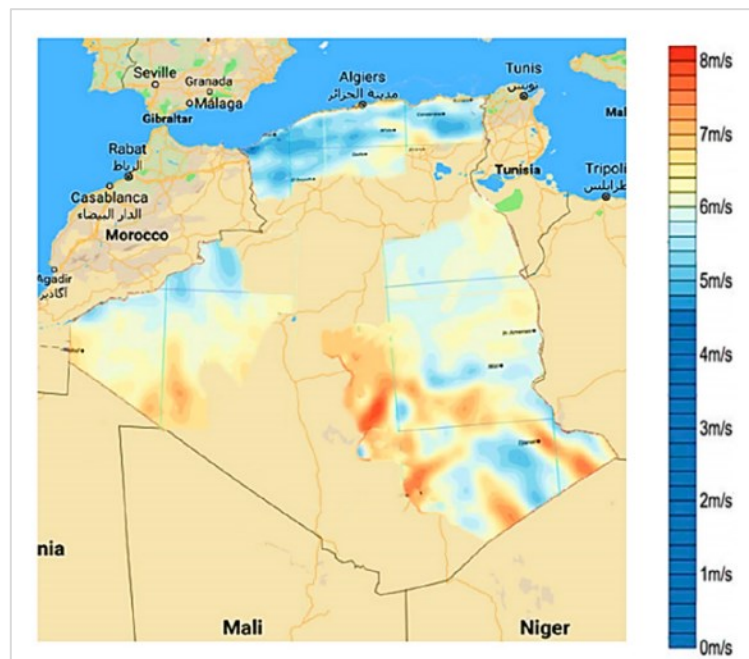 Seville
Granada
Málaga
Gibraltar
Algiers
مدينة الجزائر
Tunis
تونس
Rabat
الرباط
Casablanca
الدار البيضاء
Morocco
Agadir
Tunisia
Tripoli
طرابلس
Mali
Niger
8m/s
7m/s
6m/s
5m/s
4m/s
3m/s
2m/s
1m/s
0m/s